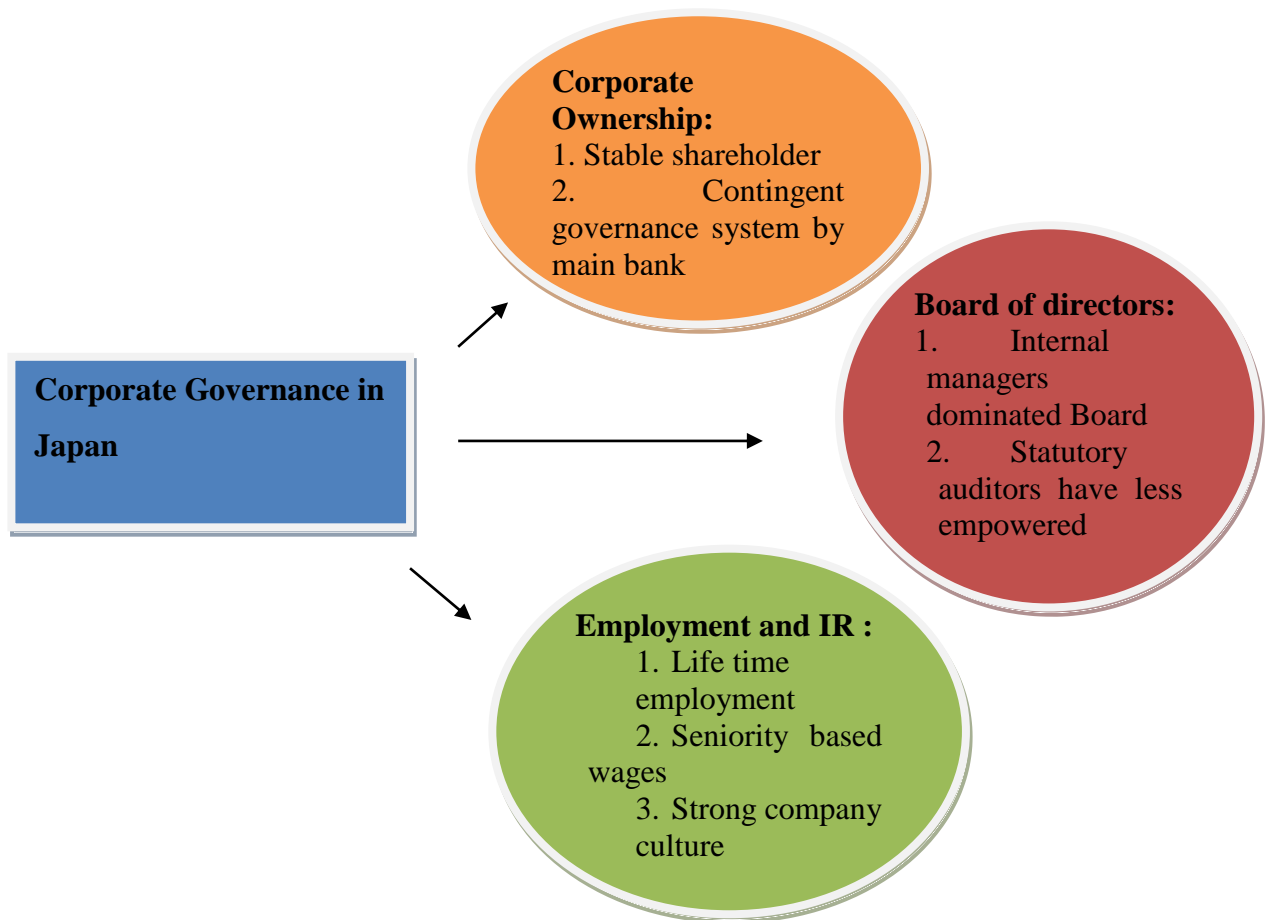 Corporate
Ownership:
1. Stable shareholder
2. Contingent
governance system by
main bank
Board of directors:
1. Internal
managers
dominated Board
2. Statutory
auditors have less
empowered
Corporate Governance in
Japan
Employment and IR :
1. Life time
employment
2. Seniority based
wages
3. Strong company
culture